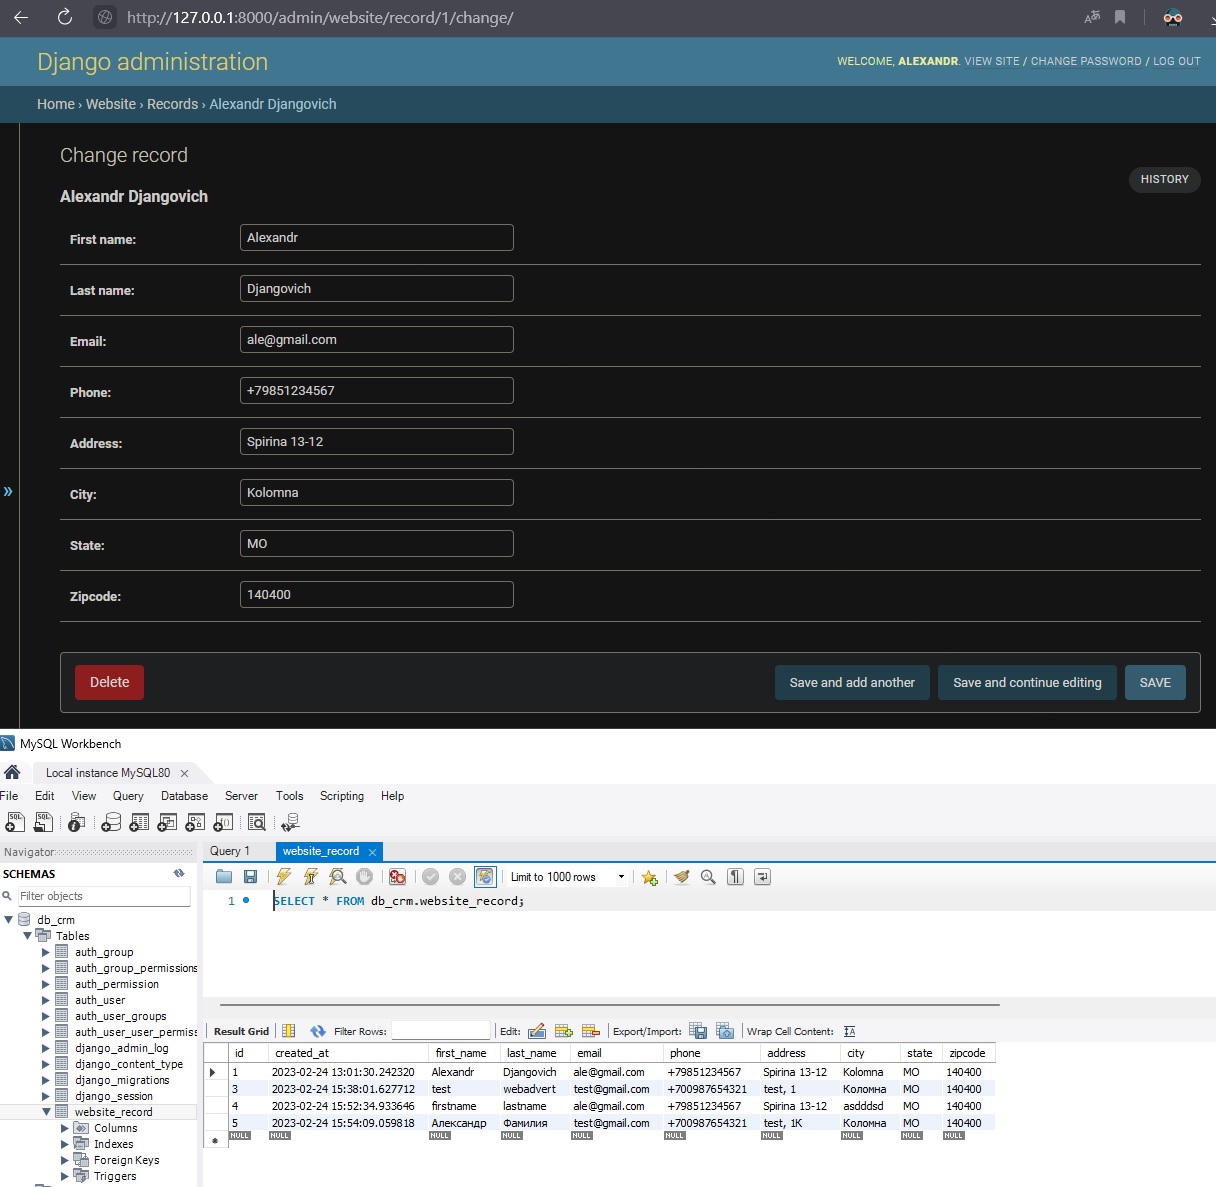 http://127.0.0.1:8000/admin/website/record/1/change/
Django administration
WELCOME, ALEXANDR. VIEW SITE / CHANGE PASSWORD / LOG OUT
Home › Website › Records › Alexandr Djangovich
Change record
HISTORY
Alexandr Djangovich
First name: Alexandr
Last name: Djangovich
Email: ale@gmail.com
Phone: +79851234567
Address: Spirina 13-12
City: Kolomna
»
State: MO
Zipcode: 140400
Delete Save and add another Save and continue editing SAVE
MySQL Workbench
Local instance MySQL80
File Edit View Query Database Server Tools Scripting Help
Navigator
SCHEMAS
Filter objects
db_crm
Tables
auth_group
auth_group_permissions
auth_permission
auth_user
auth_user_groups
auth_user_user_permiss
django_admin_log
django_content_type
django_migrations
django_session
website_record
Columns
Indexes
Foreign Keys
Triggers
Query 1 website_record
Limit to 1000 rows
1 SELECT * FROM db_crm.website_record;
Result Grid Filter Rows: Edit: Export/Import: Wrap Cell Content:
id created_at first_name last_name email phone address city state zipcode
1 2023-02-24 13:01:30.242320 Alexandr Djangovich ale@gmail.com +79851234567 Spirina 13-12 Kolomna MO 140400
3 2023-02-24 15:38:01.627712 test webadvert test@gmail.com +700987654321 test, 1 Коломна MO 140400
4 2023-02-24 15:52:34.933646 firstname lastname ale@gmail.com +79851234567 Spirina 13-12 asdddsd MO 140400
5 2023-02-24 15:54:09.059818 Александр Фамилия test@gmail.com +700987654321 test, 1К Коломна MO 140400
NULL NULL NULL NULL NULL NULL NULL NULL NULL NULL